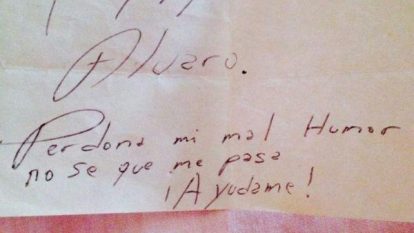 Alvaro.
Perdona mi mal Humor
no se que me pasa
¡Ayudame!